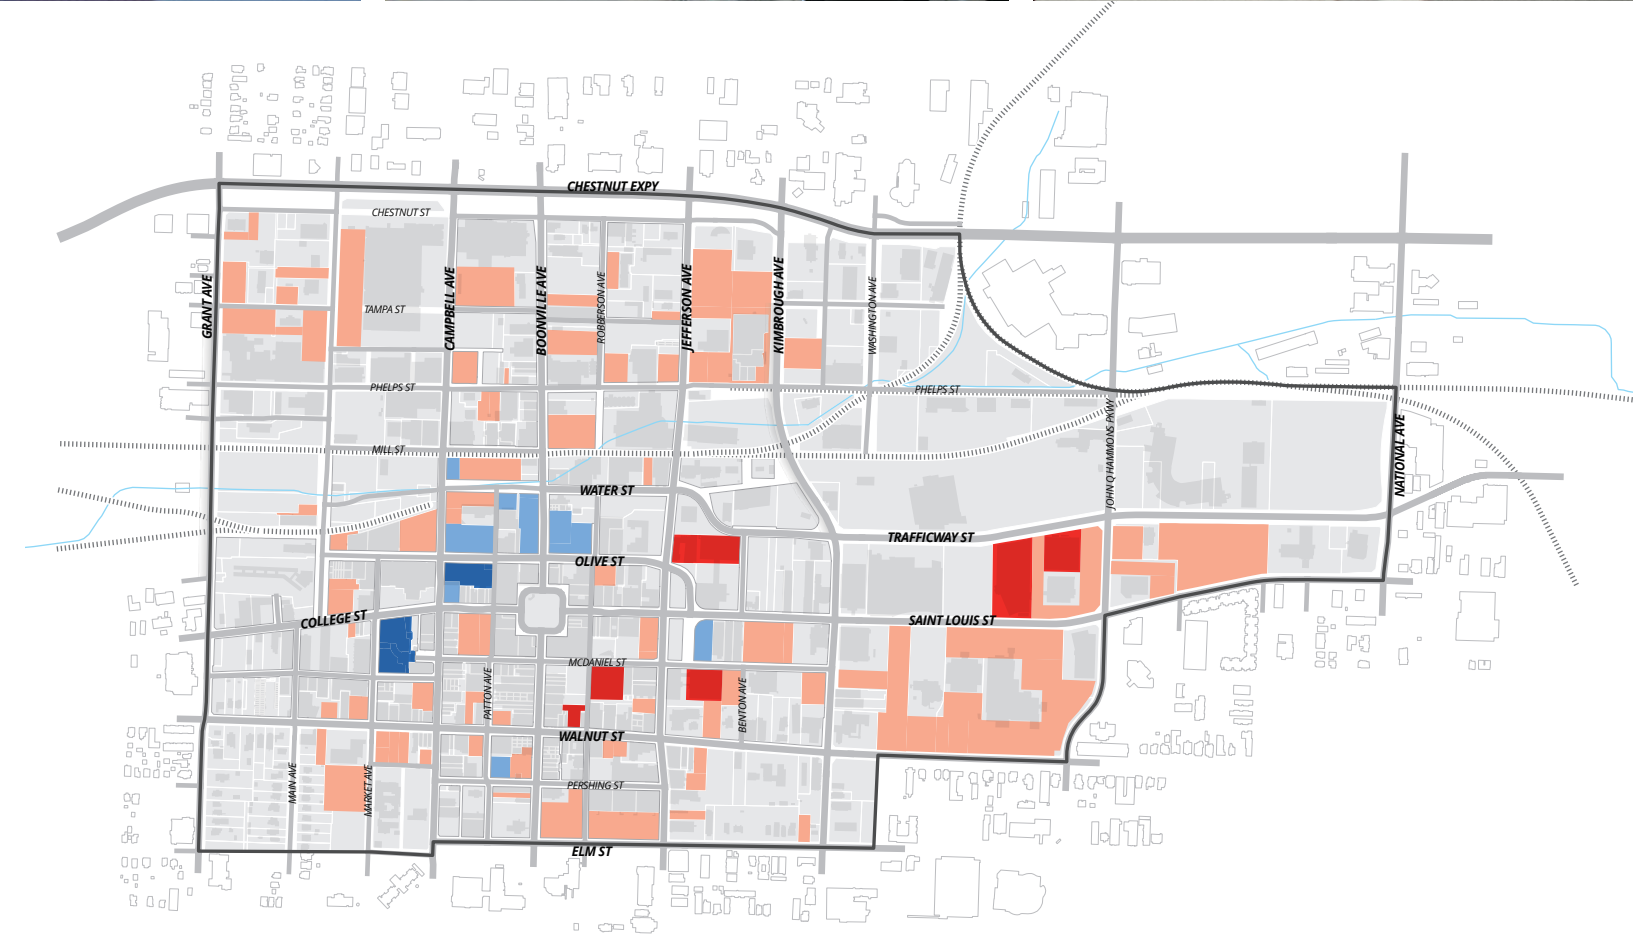 CHESTNUT EXPY
CHESTNUT ST
GRANT AVE
CAMPBELL AVE
BOONVILLE AVE
ROBBERSON AVE
JEFFERSON AVE
KIMBROUGH AVE
WASHINGTON AVE
TAMPA ST
PHELPS ST
PHELPS ST
JOHN Q HAMMONS PKWY
NATIONAL AVE
MILL ST
WATER ST
TRAFFICWAY ST
OLIVE ST
COLLEGE ST
SAINT LOUIS ST
MCDANIEL ST
PATTON AVE
BENTON AVE
WALNUT ST
MAIN AVE
MARKET AVE
PERSHING ST
ELM ST